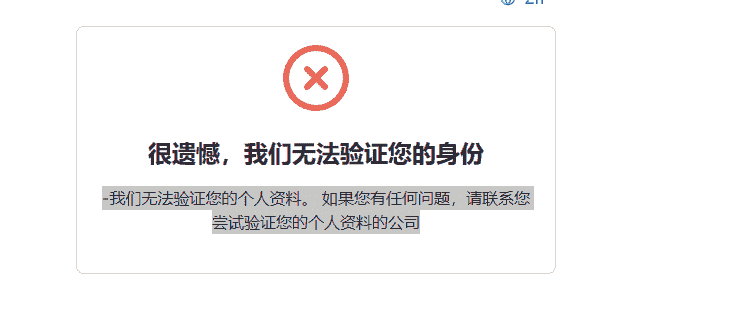 很遗憾，我们无法验证您的身份
-我们无法验证您的个人资料。 如果您有任何问题，请联系您
尝试验证您的个人资料的公司